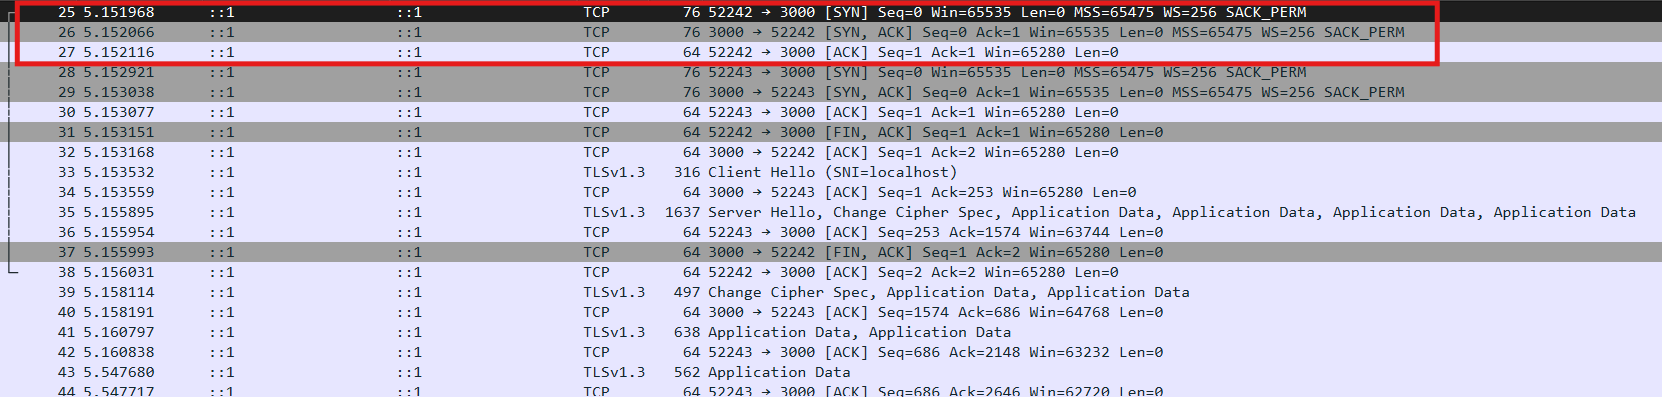 25 5.151968 ::1 ::1 TCP 76 52242 → 3000 [SYN] Seq=0 Win=65535 Len=0 MSS=65475 WS=256 SACK_PERM
26 5.152066 ::1 ::1 TCP 76 3000 → 52242 [SYN, ACK] Seq=0 Ack=1 Win=65535 Len=0 MSS=65475 WS=256 SACK_PERM
27 5.152116 ::1 ::1 TCP 64 52242 → 3000 [ACK] Seq=1 Ack=1 Win=65280 Len=0
28 5.152921 ::1 ::1 TCP 76 52243 → 3000 [SYN] Seq=0 Win=65535 Len=0 MSS=65475 WS=256 SACK_PERM
29 5.153038 ::1 ::1 TCP 76 3000 → 52243 [SYN, ACK] Seq=0 Ack=1 Win=65535 Len=0 MSS=65475 WS=256 SACK_PERM
30 5.153077 ::1 ::1 TCP 64 52243 → 3000 [ACK] Seq=1 Ack=1 Win=65280 Len=0
31 5.153151 ::1 ::1 TCP 64 52242 → 3000 [FIN, ACK] Seq=1 Ack=1 Win=65280 Len=0
32 5.153168 ::1 ::1 TCP 64 3000 → 52242 [ACK] Seq=1 Ack=2 Win=65280 Len=0
33 5.153532 ::1 ::1 TLSv1.3 316 Client Hello (SNI=localhost)
34 5.153559 ::1 ::1 TCP 64 3000 → 52243 [ACK] Seq=1 Ack=253 Win=65280 Len=0
35 5.155895 ::1 ::1 TLSv1.3 1637 Server Hello, Change Cipher Spec, Application Data, Application Data, Application Data, Application Data
36 5.155954 ::1 ::1 TCP 64 52243 → 3000 [ACK] Seq=253 Ack=1574 Win=63744 Len=0
37 5.155993 ::1 ::1 TCP 64 3000 → 52242 [FIN, ACK] Seq=1 Ack=2 Win=65280 Len=0
38 5.156031 ::1 ::1 TCP 64 52242 → 3000 [ACK] Seq=2 Ack=2 Win=65280 Len=0
39 5.158114 ::1 ::1 TLSv1.3 497 Change Cipher Spec, Application Data, Application Data
40 5.158191 ::1 ::1 TCP 64 3000 → 52243 [ACK] Seq=1574 Ack=686 Win=64768 Len=0
41 5.160797 ::1 ::1 TLSv1.3 638 Application Data, Application Data
42 5.160838 ::1 ::1 TCP 64 52243 → 3000 [ACK] Seq=686 Ack=2148 Win=63232 Len=0
43 5.547680 ::1 ::1 TLSv1.3 562 Application Data
44 5.547717 ::1 ::1 TCP 64 52243 → 3000 [ACK] Seq=686 Ack=2646 Win=62720 Len=0